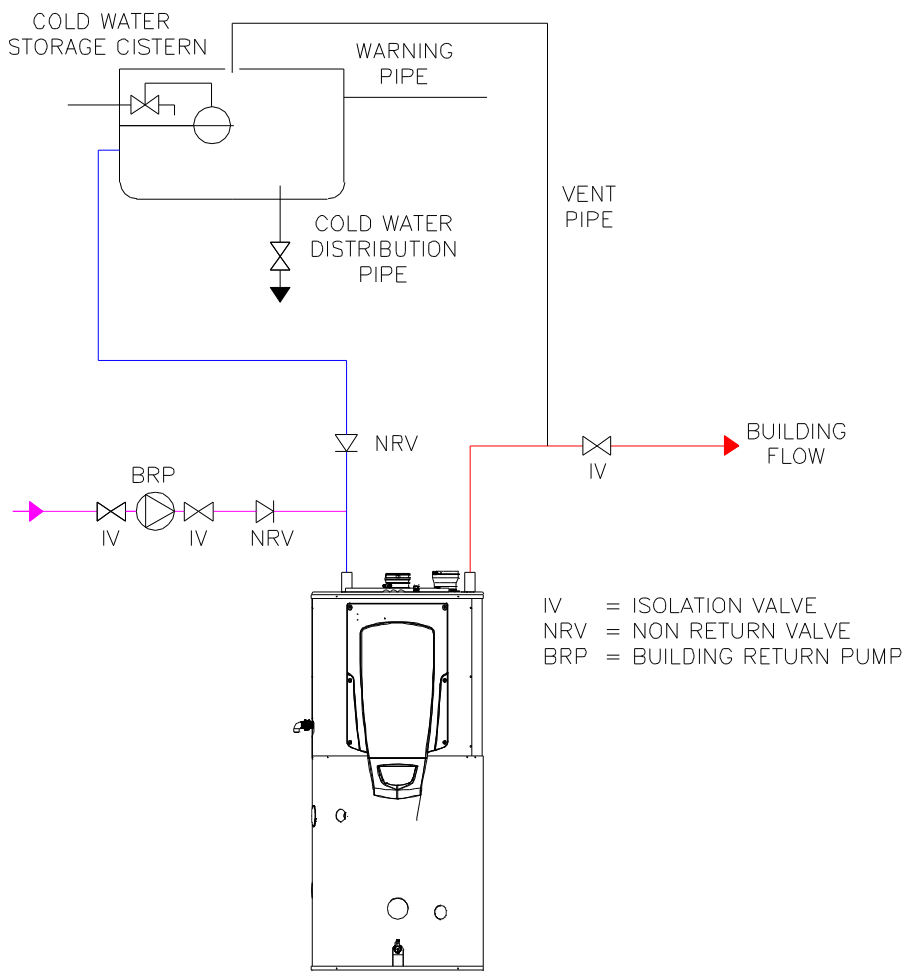 COLD WATER
STORAGE CISTERN
WARNING
PIPE
VENT
PIPE
COLD WATER
DISTRIBUTION
PIPE
NRV
BUILDING
FLOW
IV
BRP
IV
IV
NRV
IV = ISOLATION VALVE
NRV = NON RETURN VALVE
BRP = BUILDING RETURN PUMP